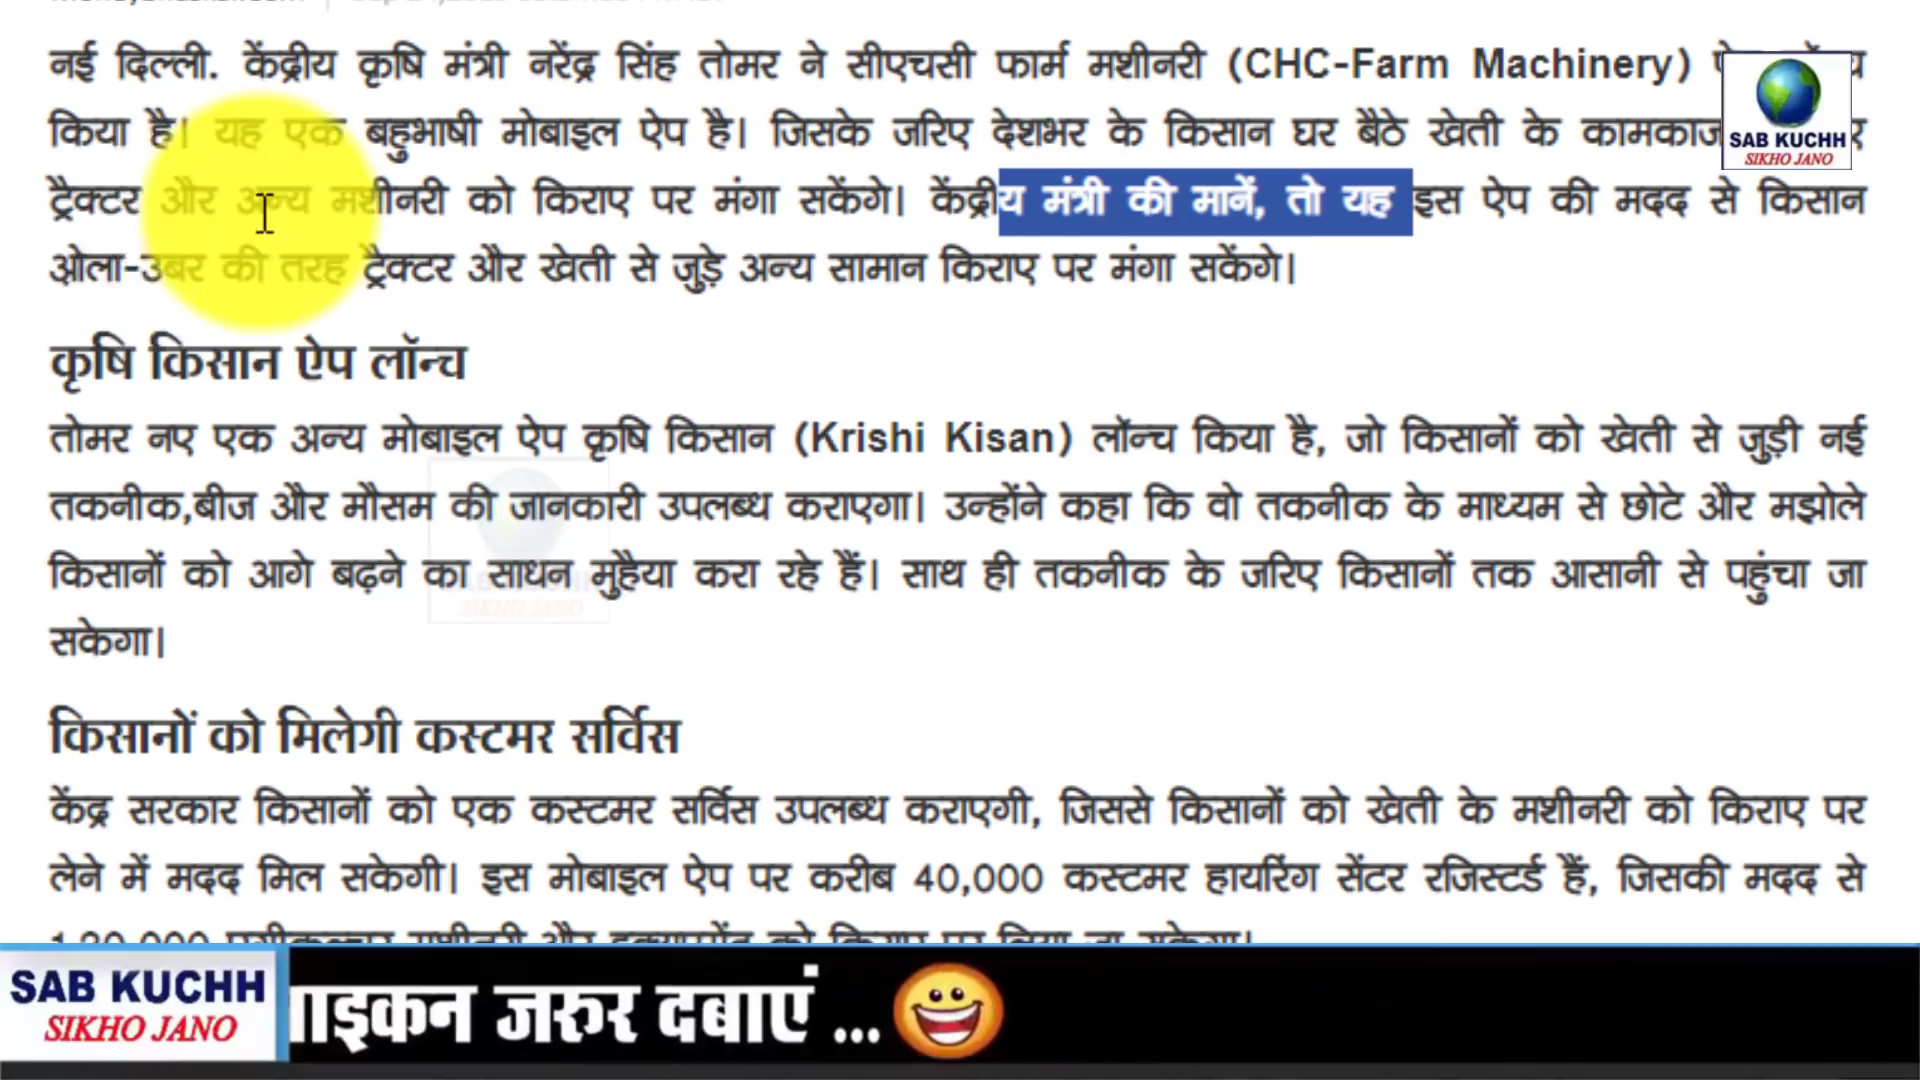 नई दिल्ली. केंद्रीय कृषि मंत्री नरेंद्र सिंह तोमर ने सीएचसी फार्म मशीनरी (CHC-Farm Machinery)
किया है। यह एक बहुभाषी मोबाइल ऐप है। जिसके जरिए देशभर के किसान घर बैठे खेती के कामकाज
ट्रैक्टर और अन्य मशीनरी को किराए पर मंगा सकेंगे। केंद्रीय मंत्री की मानें, तो यह इस ऐप की मदद से किसान
ओला-उबर की तरह ट्रैक्टर और खेती से जुड़े अन्य सामान किराए पर मंगा सकेंगे।
SAB KUCHH
SIKHO JANO
कृषि किसान ऐप लॉन्च
तोमर नए एक अन्य मोबाइल ऐप कृषि किसान (Krishi Kisan) लॉन्च किया है, जो किसानों को खेती से जुड़ी नई
तकनीक,बीज और मौसम की जानकारी उपलब्ध कराएगा। उन्होंने कहा कि वो तकनीक के माध्यम से छोटे और मझोले
किसानों को आगे बढ़ने का साधन मुहैया करा रहे हैं। साथ ही तकनीक के जरिए किसानों तक आसानी से पहुंचा जा
सकेगा।
SIKHO JANO
किसानों को मिलेगी कस्टमर सर्विस
केंद्र सरकार किसानों को एक कस्टमर सर्विस उपलब्ध कराएगी, जिससे किसानों को खेती के मशीनरी को किराए पर
लेने में मदद मिल सकेगी। इस मोबाइल ऐप पर करीब 40,000 कस्टमर हायरिंग सेंटर रजिस्टर्ड हैं, जिसकी मदद से
SAB KUCHH
SIKHO JANO
जरुर दबाएं ...